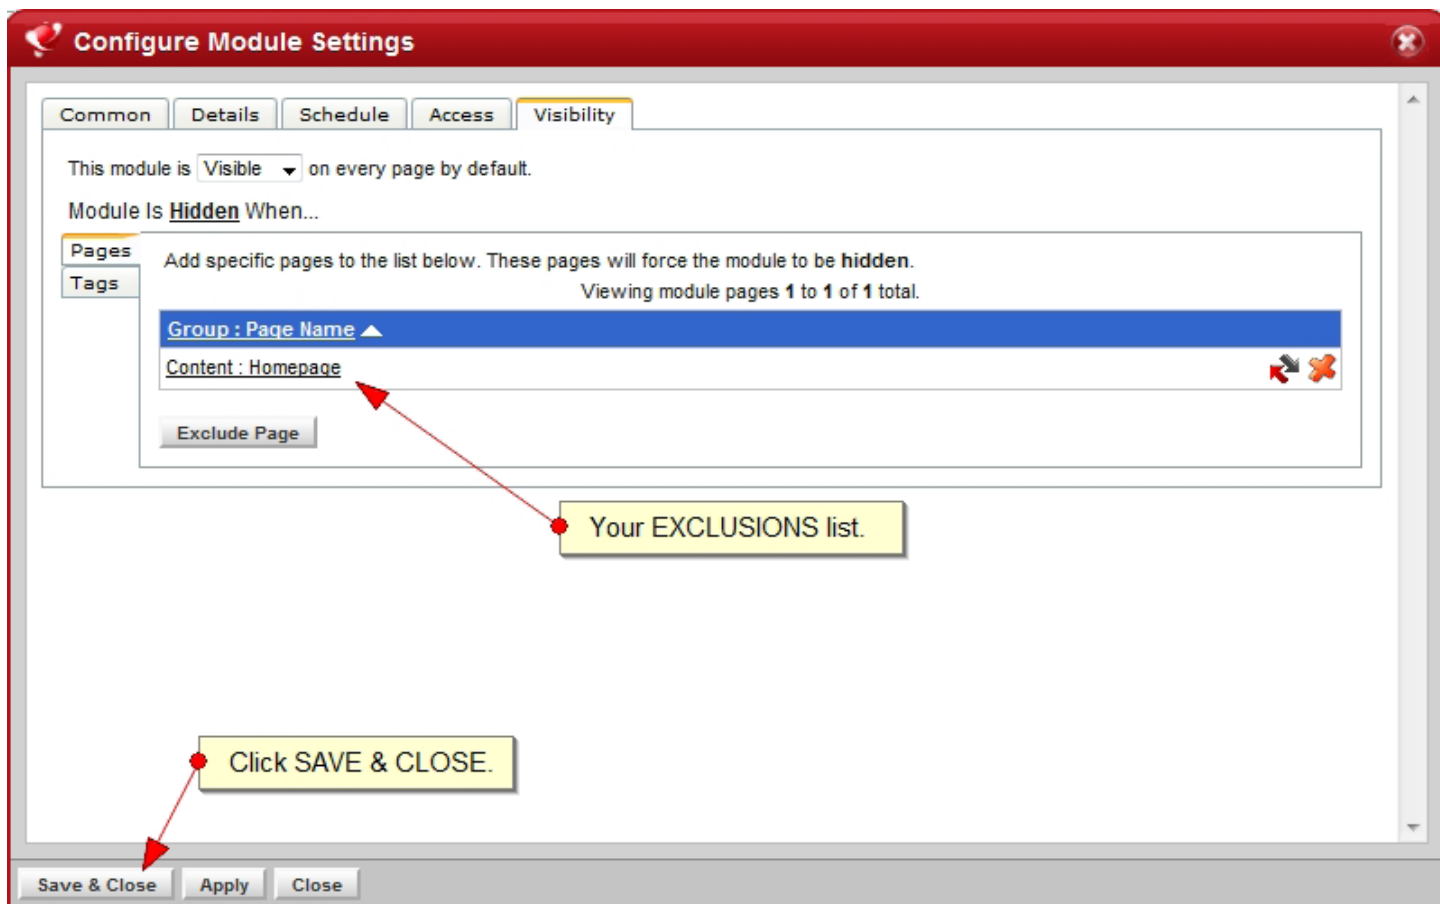 Configure Module Settings
Common Details Schedule Access Visibility
This module is Visible on every page by default.
Module Is Hidden When...
Pages
Tags
Add specific pages to the list below. These pages will force the module to be hidden.
Viewing module pages 1 to 1 of 1 total.
Group : Page Name
Content : Homepage
Exclude Page
Your EXCLUSIONS list.
Click SAVE & CLOSE.
Save & Close Apply Close